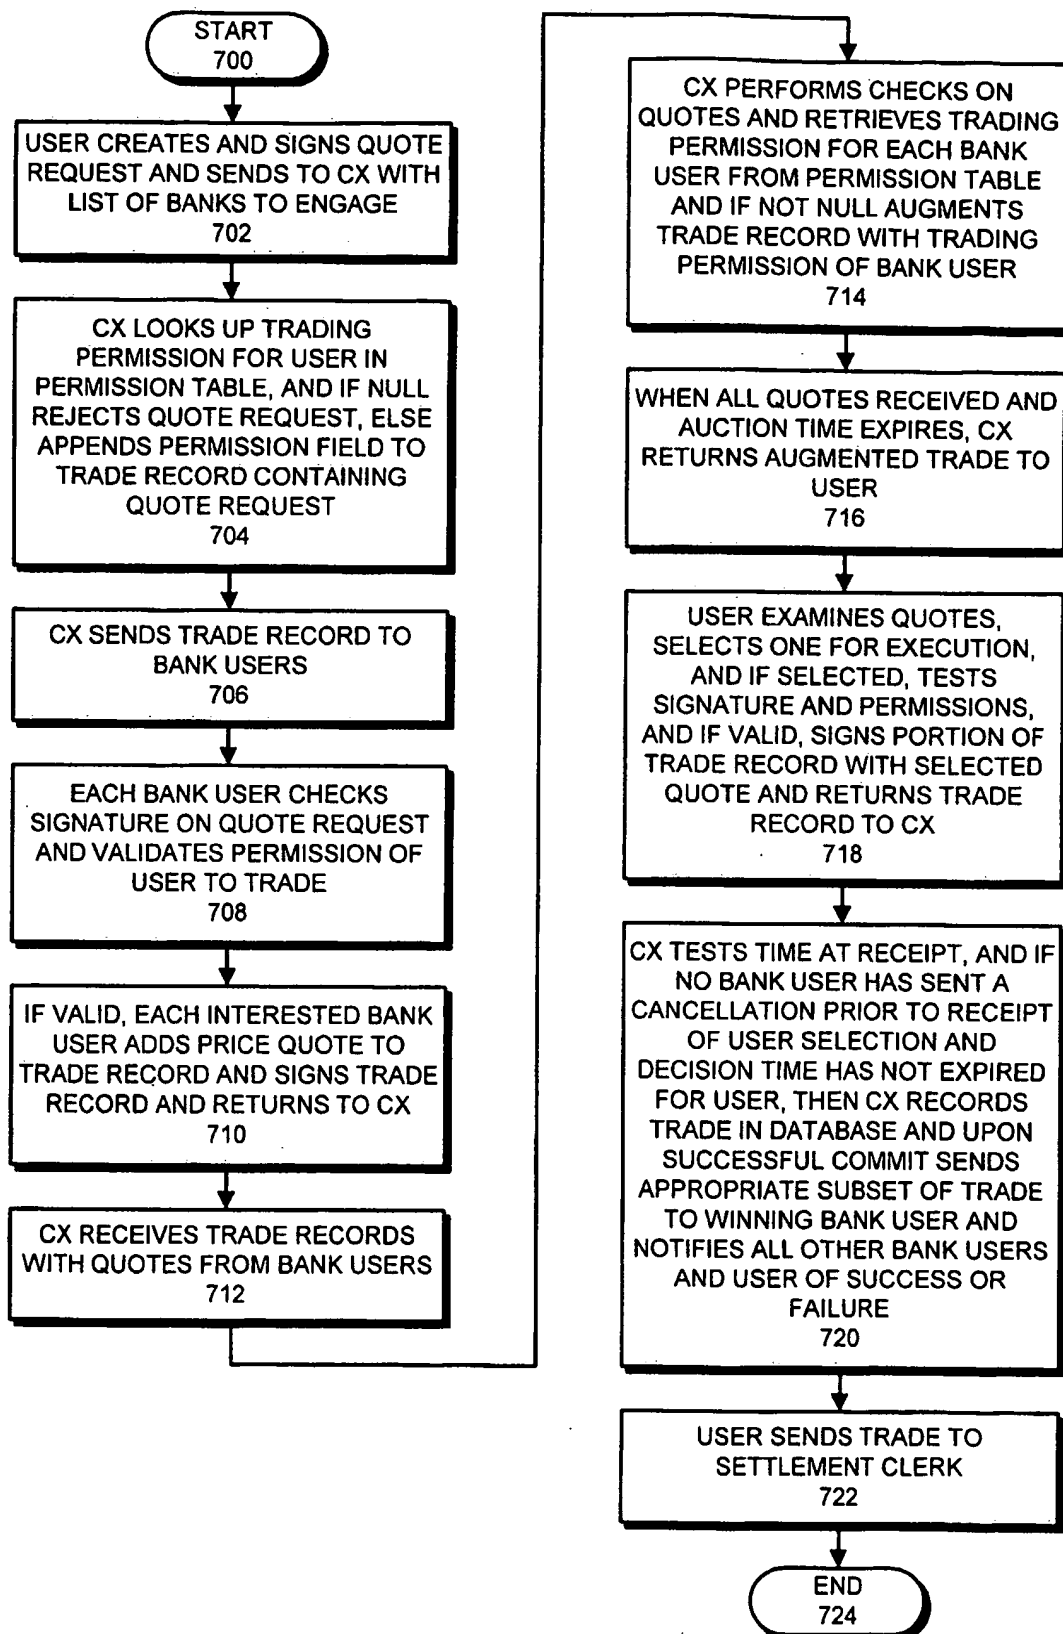 START
700
USER CREATES AND SIGNS QUOTE
REQUEST AND SENDS TO CX WITH
LIST OF BANKS TO ENGAGE
702
CX LOOKS UP TRADING
PERMISSION FOR USER IN
PERMISSION TABLE, AND IF NULL
REJECTS QUOTE REQUEST, ELSE
APPENDS PERMISSION FIELD TO
TRADE RECORD CONTAINING
QUOTE REQUEST
704
CX SENDS TRADE RECORD TO
BANK USERS
706
EACH BANK USER CHECKS
SIGNATURE ON QUOTE REQUEST
AND VALIDATES PERMISSION OF
USER TO TRADE
708
IF VALID, EACH INTERESTED BANK
USER ADDS PRICE QUOTE TO
TRADE RECORD AND SIGNS TRADE
RECORD AND RETURNS TO CX
710
CX RECEIVES TRADE RECORDS
WITH QUOTES FROM BANK USERS
712
CX PERFORMS CHECKS ON
QUOTES AND RETRIEVES TRADING
PERMISSION FOR EACH BANK
USER FROM PERMISSION TABLE
AND IF NOT NULL AUGMENTS
TRADE RECORD WITH TRADING
PERMISSION OF BANK USER
714
WHEN ALL QUOTES RECEIVED AND
AUCTION TIME EXPIRES, CX
RETURNS AUGMENTED TRADE TO
USER
716
USER EXAMINES QUOTES,
SELECTS ONE FOR EXECUTION,
AND IF SELECTED, TESTS
SIGNATURE AND PERMISSIONS,
AND IF VALID, SIGNS PORTION OF
TRADE RECORD WITH SELECTED
QUOTE AND RETURNS TRADE
RECORD TO CX
718
CX TESTS TIME AT RECEIPT, AND IF
NO BANK USER HAS SENT A
CANCELLATION PRIOR TO RECEIPT
OF USER SELECTION AND
DECISION TIME HAS NOT EXPIRED
FOR USER, THEN CX RECORDS
TRADE IN DATABASE AND UPON
SUCCESSFUL COMMIT SENDS
APPROPRIATE SUBSET OF TRADE
TO WINNING BANK USER AND
NOTIFIES ALL OTHER BANK USERS
AND USER OF SUCCESS OR
FAILURE
720
USER SENDS TRADE TO
SETTLEMENT CLERK
722
END
724